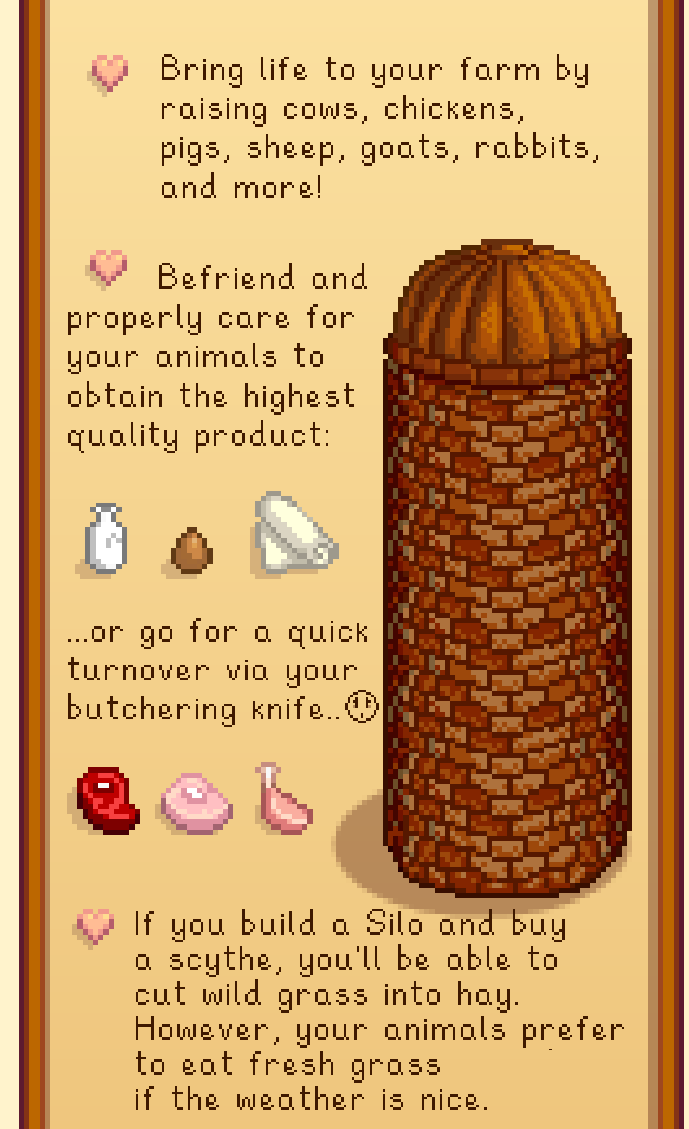 Bring life to your farm by
raising cows, chickens,
pigs, sheep, goats, rabbits,
and more!
Befriend and
properly care for
your animals to
obtain the highest
quality product:
...or go for a quick
turnover via your
butchering knife..
If you build a Silo and buy
a scythe, you'll be able to
cut wild grass into hay.
However, your animals prefer
to eat fresh grass
if the weather is nice.